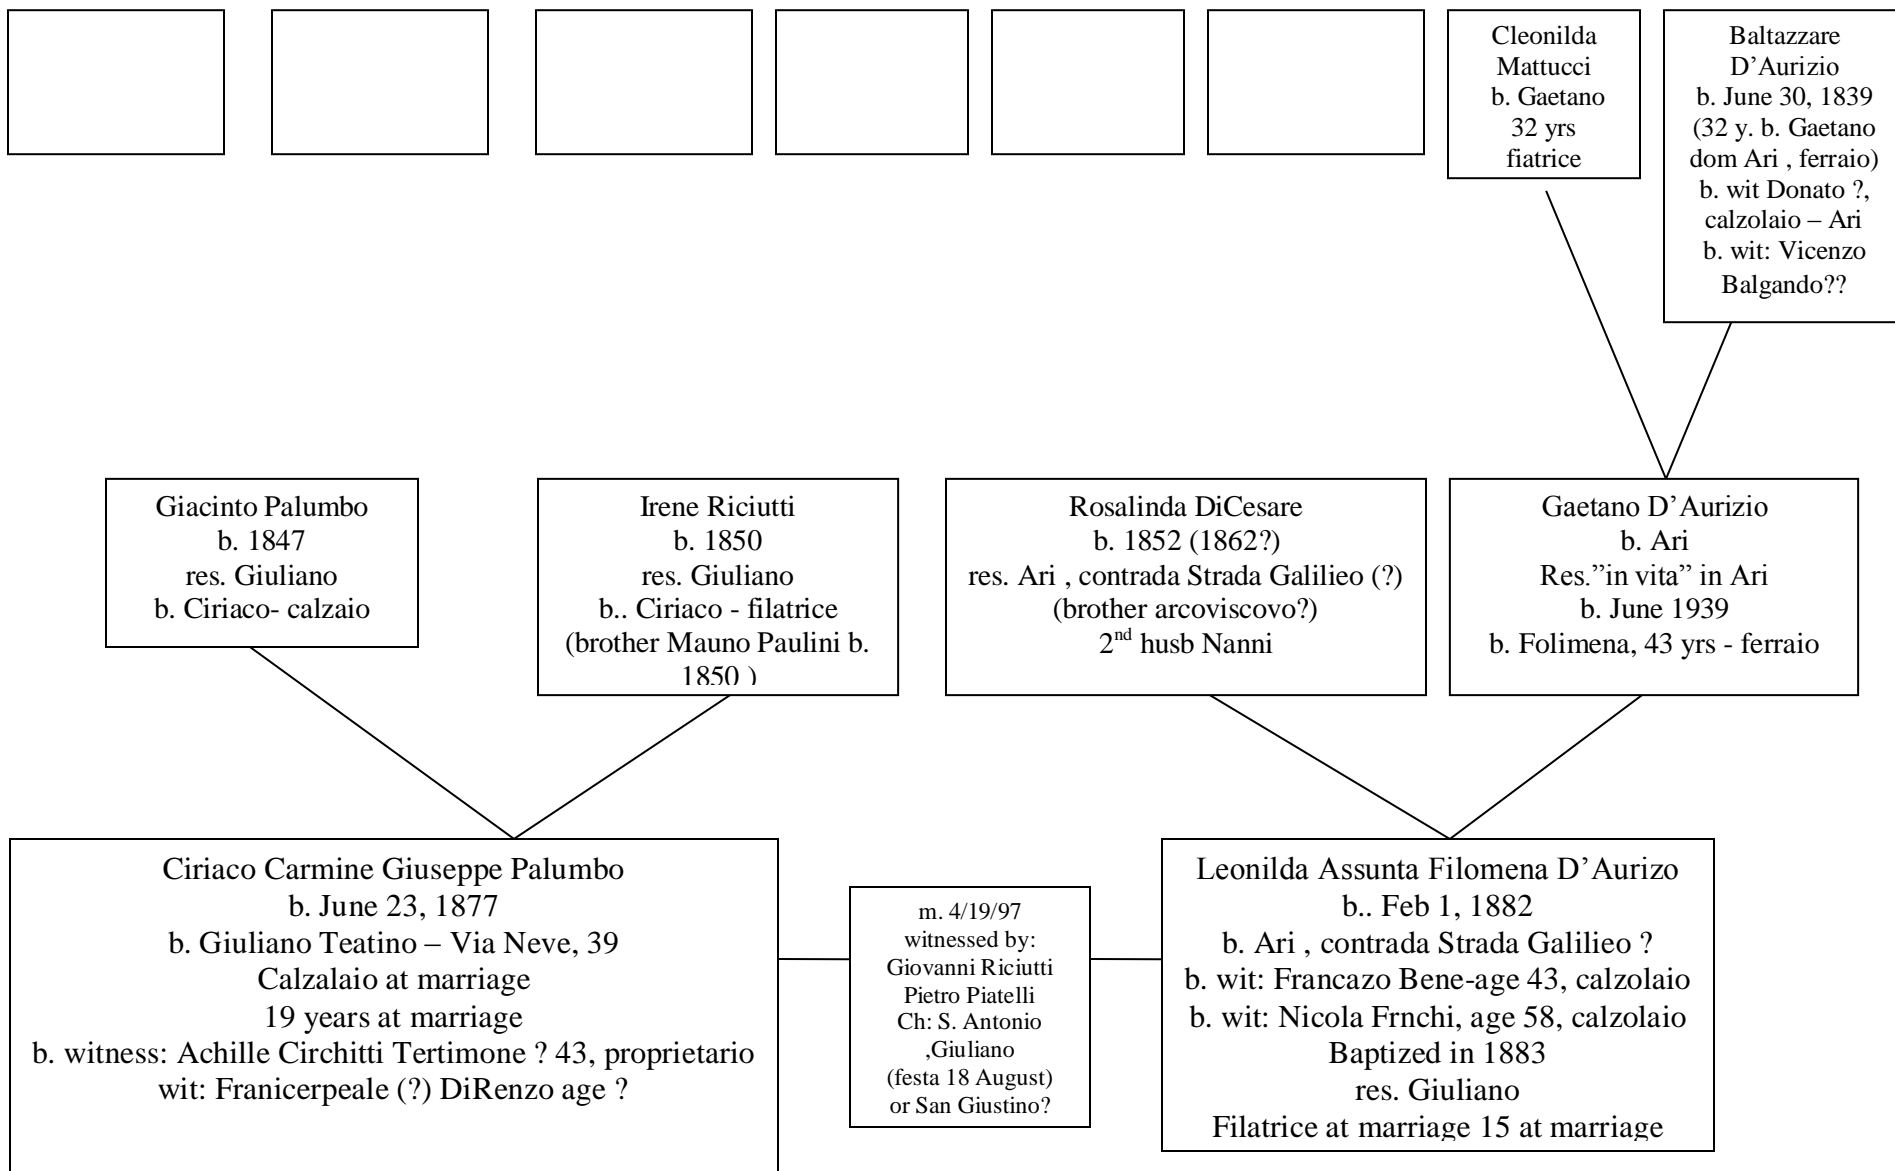 Cleonilda
Mattucci
b. Gaetano
32 yrs
fiatrice
Baltazzare
D’Aurizio
b. June 30, 1839
(32 y. b. Gaetano
dom Ari , ferraio)
b. wit Donato ?,
calzolaio – Ari
b. wit: Vicenzo
Balgando??
Giacinto Palumbo
b. 1847
res. Giuliano
b. Ciriaco- calzaio
Irene Riciutti
b. 1850
res. Giuliano
b.. Ciriaco - filatrice
(brother Mauno Paulini b.
1850 )
Rosalinda DiCesare
b. 1852 (1862?)
res. Ari , contrada Strada Galilieo (?)
(brother arcoviscovo?)
2nd husb Nanni
Gaetano D’Aurizio
b. Ari
Res.”in vita” in Ari
b. June 1939
b. Folimena, 43 yrs - ferraio
Ciriaco Carmine Giuseppe Palumbo
b. June 23, 1877
b. Giuliano Teatino – Via Neve, 39
Calzalaio at marriage
19 years at marriage
b. witness: Achille Circhitti Tertimone ? 43, proprietario
wit: Franicerpeale (?) DiRenzo age ?
m. 4/19/97
witnessed by:
Giovanni Riciutti
Pietro Piatelli
Ch: S. Antonio
,Giuliano
(festa 18 August)
or San Giustino?
Leonilda Assunta Filomena D’Aurizo
b.. Feb 1, 1882
b. Ari , contrada Strada Galilieo ?
b. wit: Francazo Bene-age 43, calzolaio
b. wit: Nicola Frnchi, age 58, calzolaio
Baptized in 1883
res. Giuliano
Filatrice at marriage 15 at marriage